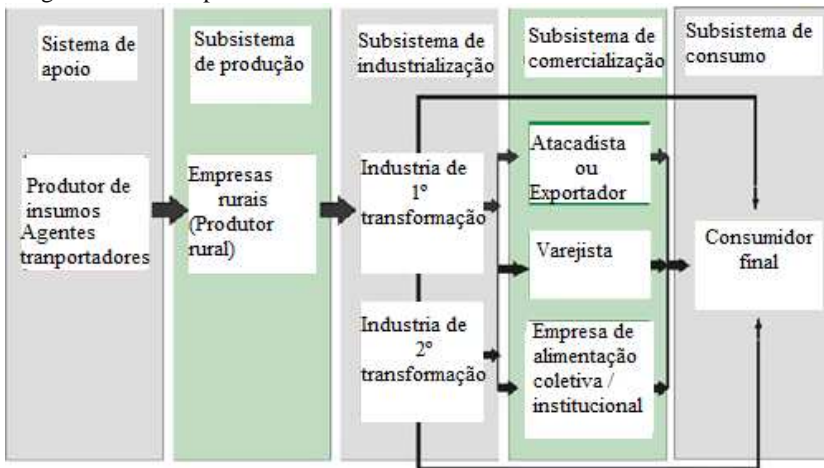 Sistema de
apoio
Subsistema
de produção
Subsistema de
industrialização
Subsistema de
comercialização
Subsistema de
consumo
Produtor de
insumos
Agentes
tranportadores
Empresas
rurais
(Produtor
rural)
Industria de
1º
transformação
Industria de
2º
transformação
Atacadista
ou
Exportador
Varejista
Empresa de
alimentação
coletiva /
institucional
Consumidor
final